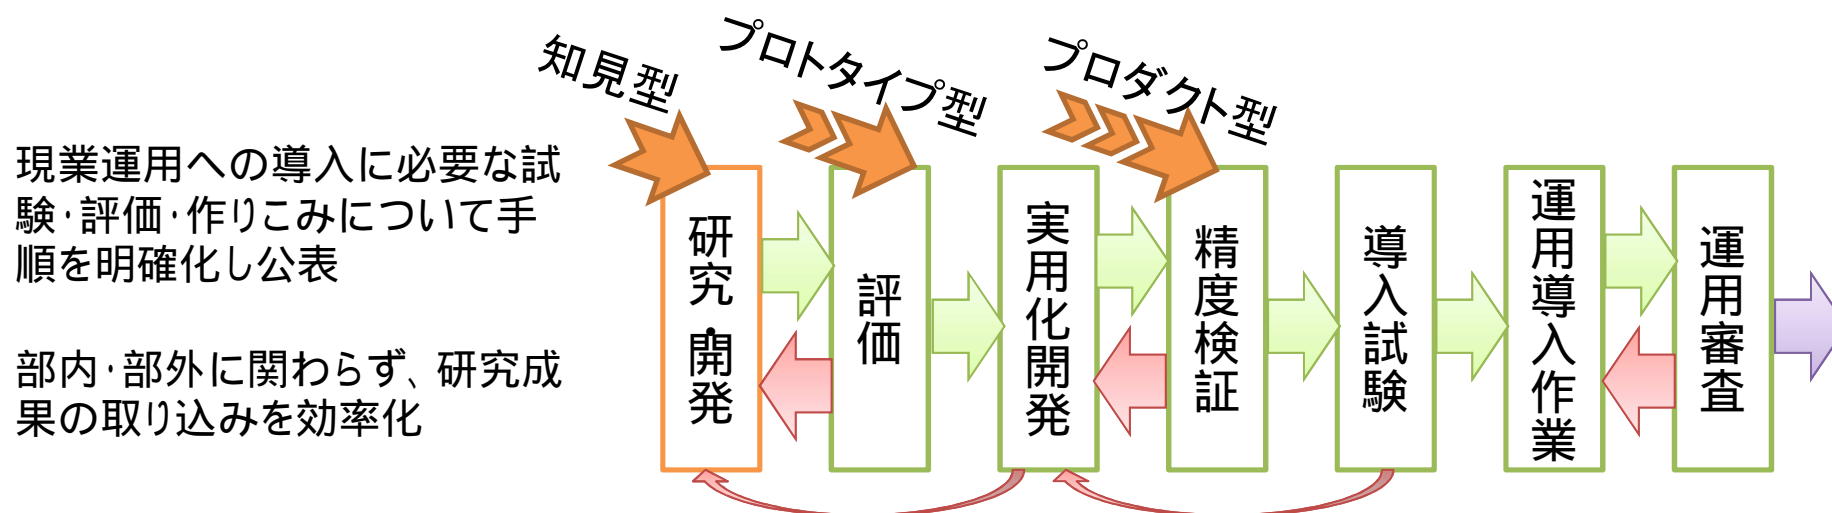 知見型
プロトタイプ型
プロダクト型
現業運用への導入に必要な試
験・評価・作りこみについて手
順を明確化し公表
部内・部外に関わらず、研究成
果の取り込みを効率化
研究・開発
評価
実用化開発
精度検証
導入試験
運用導入作業
運用審査